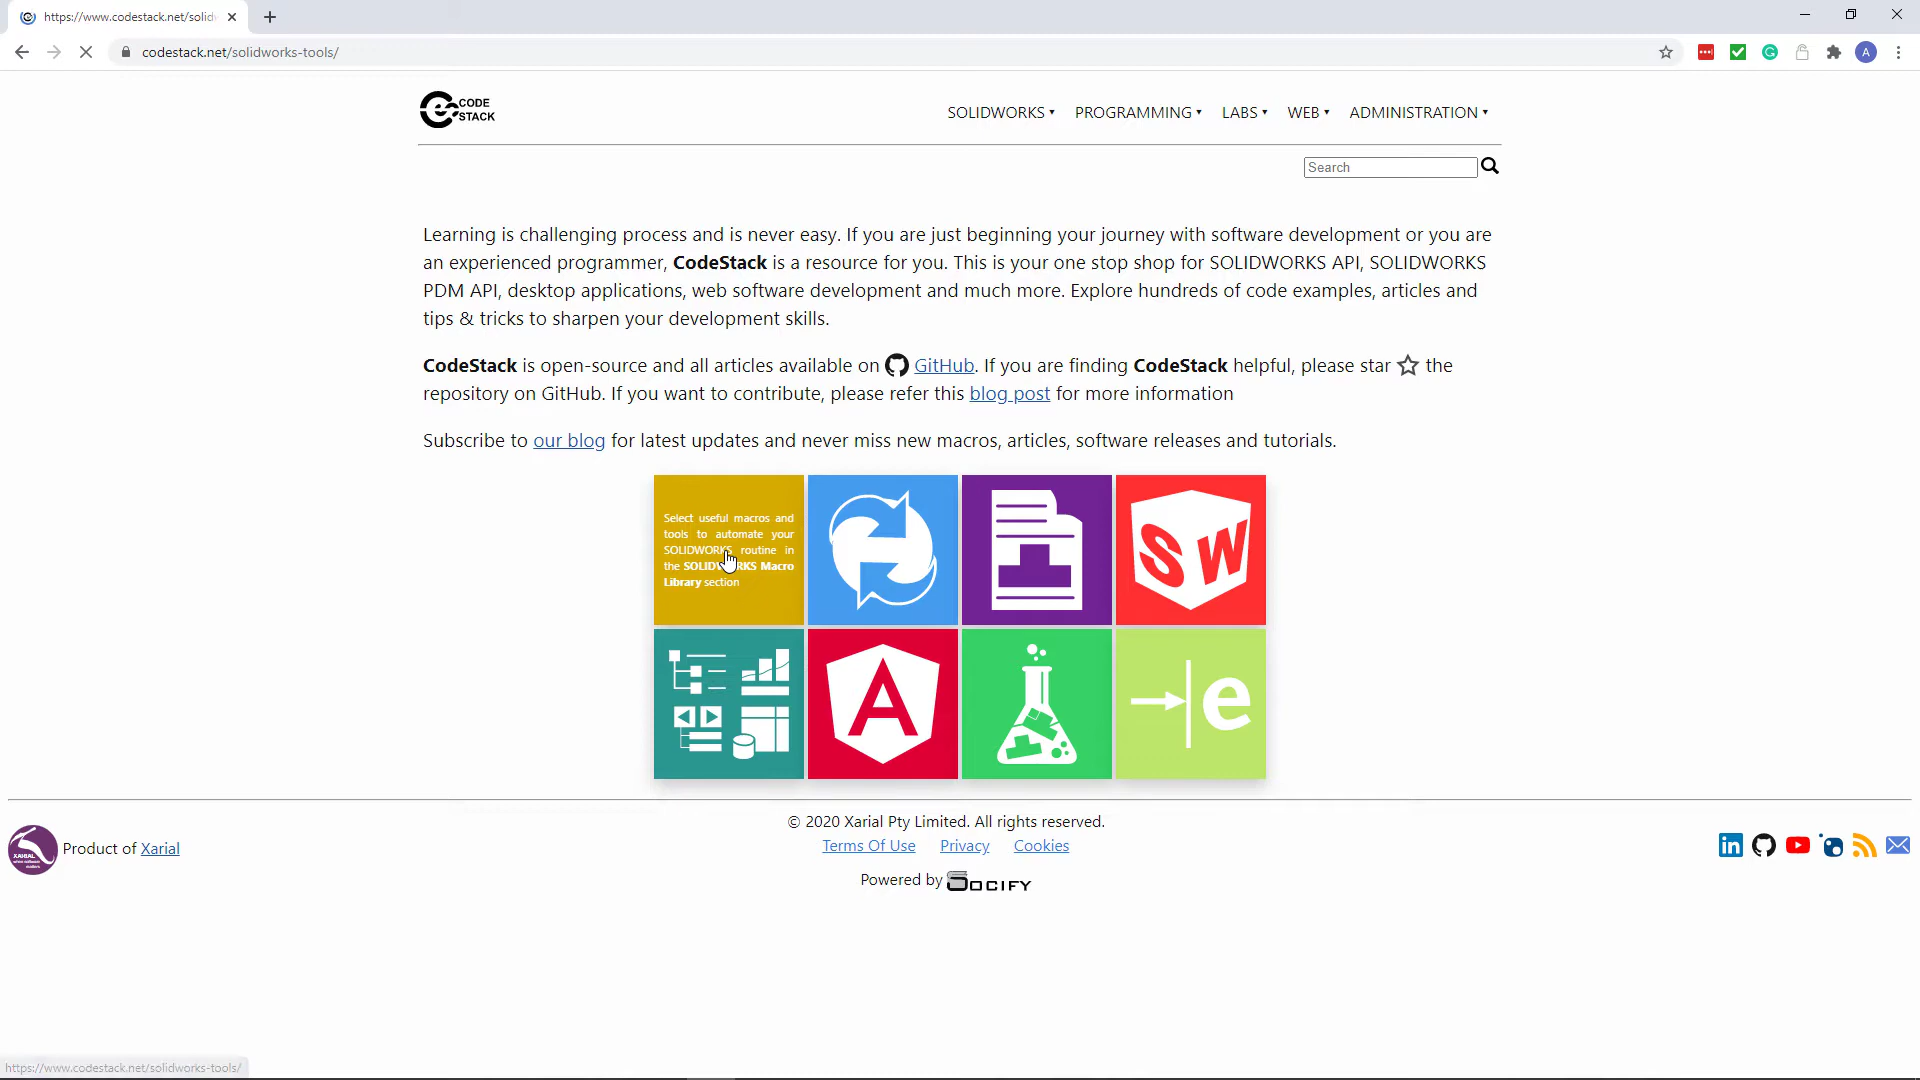 https://www.codestack.net/solid
codestack.net/solidworks-tools/
A
CODE
STACK
SOLIDWORKS PROGRAMMING LABS WEB ADMINISTRATION
Search
Learning is challenging process and is never easy. If you are just beginning your journey with software development or you are
an experienced programmer, CodeStack is a resource for you. This is your one stop shop for SOLIDWORKS API, SOLIDWORKS
PDM API, desktop applications, web software development and much more. Explore hundreds of code examples, articles and
tips & tricks to sharpen your development skills.
CodeStack is open-source and all articles available on GitHub. If you are finding CodeStack helpful, please star the
repository on GitHub. If you want to contribute, please refer this blog post for more information
Subscribe to our blog for latest updates and never miss new macros, articles, software releases and tutorials.
Select useful macros and
tools to automate your
SOLIDWORKS routine in
the SOLIDWORKS Macro
Library section
SW
A
e
© 2020 Xarial Pty Limited. All rights reserved.
XARIAL
Product of Xarial
Terms Of Use Privacy Cookies
Powered by SOCIFY
https://www.codestack.net/solidworks-tools/